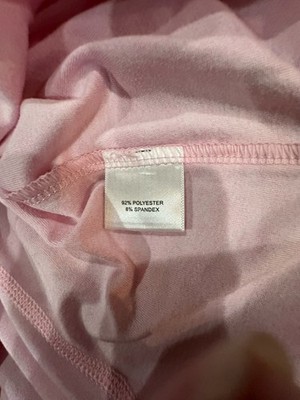 92% POLYESTER
8% SPANDEX